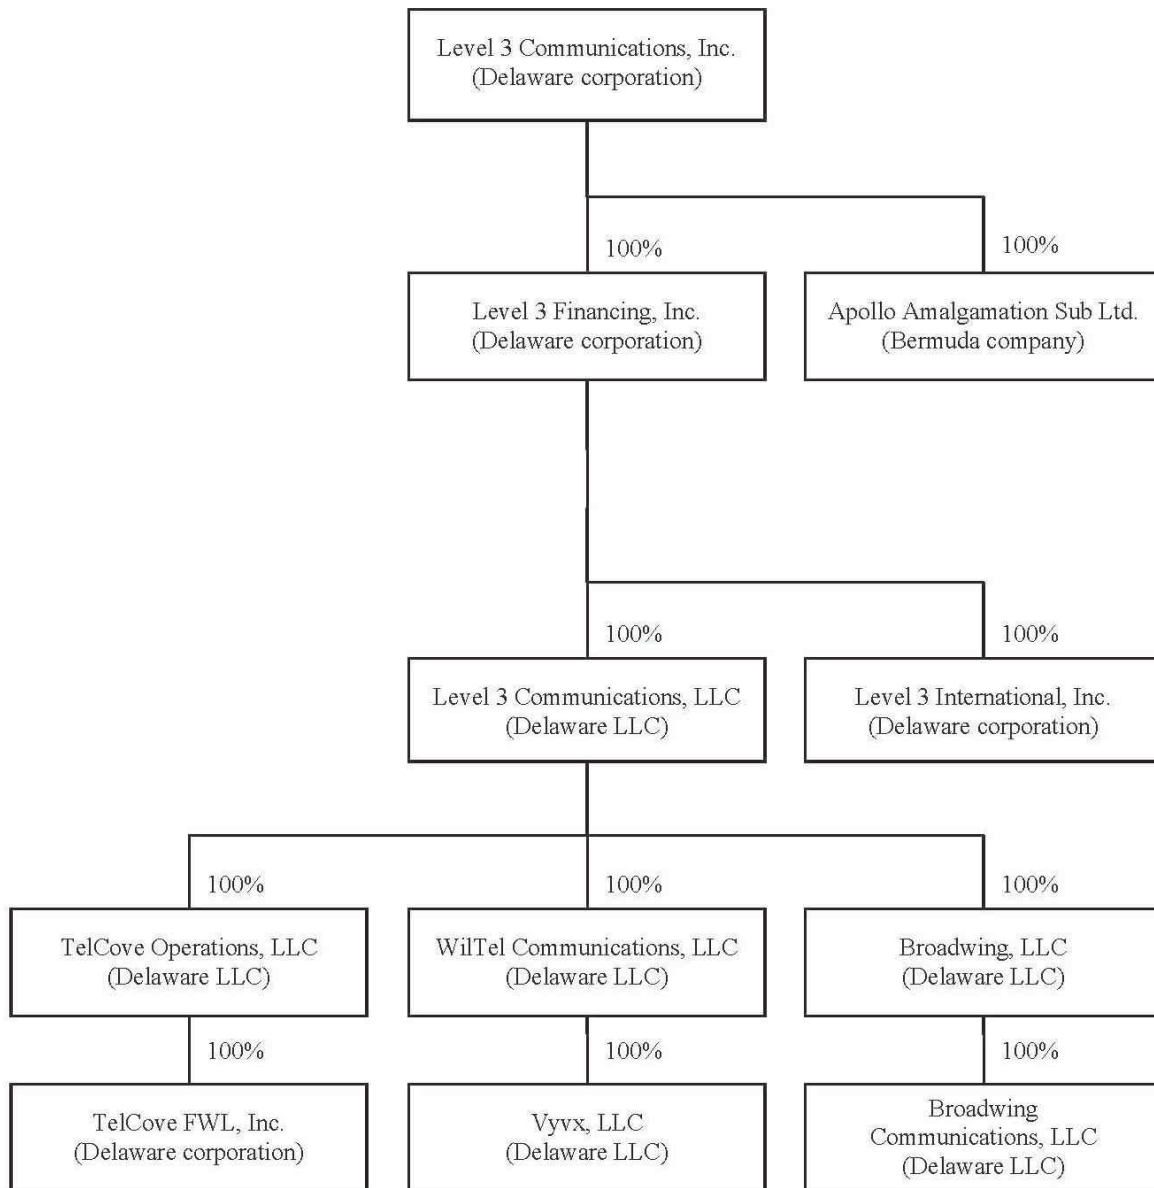 Level 3 Communications, Inc.
(Delaware corporation)
100%
100%
Level 3 Financing, Inc.
(Delaware corporation)
Apollo Amalgamation Sub Ltd.
(Bermuda company)
100%
100%
Level 3 Communications, LLC
(Delaware LLC)
Level 3 International, Inc.
(Delaware corporation)
100%
100%
100%
TelCove Operations, LLC
(Delaware LLC)
WilTel Communications, LLC
(Delaware LLC)
Broadwing, LLC
(Delaware LLC)
100%
100%
100%
TelCove FWL, Inc.
(Delaware corporation)
Vyvx, LLC
(Delaware LLC)
Broadwing
Communications, LLC
(Delaware LLC)